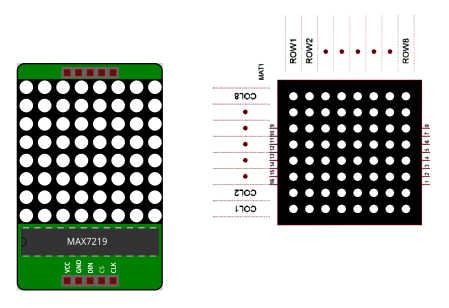 ROW1
ROW2
ROW8
MAT1
COL8
COL2
COL1
MAX7219
VCC
GND
DIN
CS
CLK